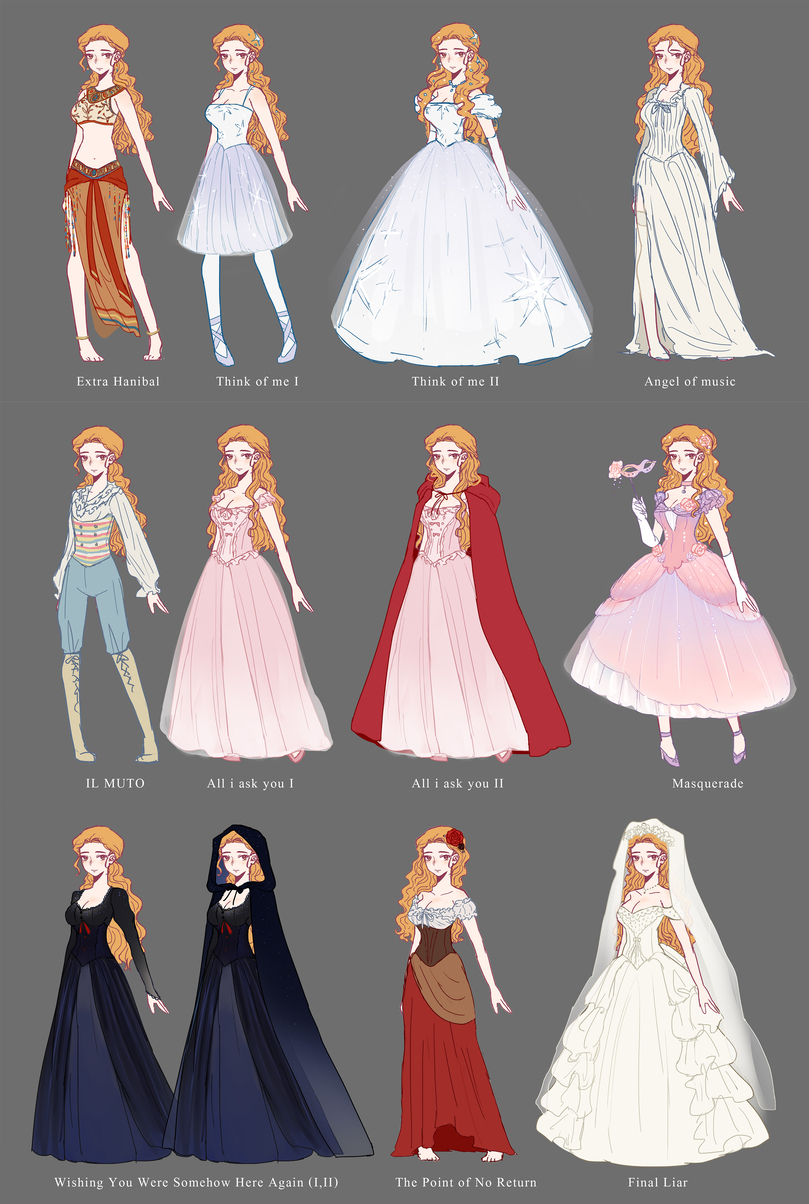 Extra Hanibal
Think of me I
Think of me II
Angel of music
IL MUTO
All i ask you I
All i ask you II
Masquerade
Wishing You Were Somehow Here Again (I,II)
The Point of No Return
Final Liar